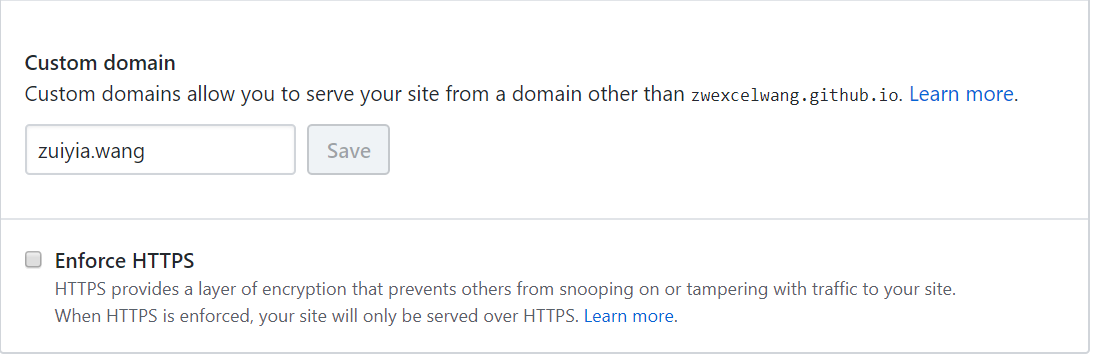 Custom domain
Custom domains allow you to serve your site from a domain other than zwexcelwang.github.io. Learn more.
zuiyia.wang
Save
Enforce HTTPS
HTTPS provides a layer of encryption that prevents others from snooping on or tampering with traffic to your site.
When HTTPS is enforced, your site will only be served over HTTPS. Learn more.